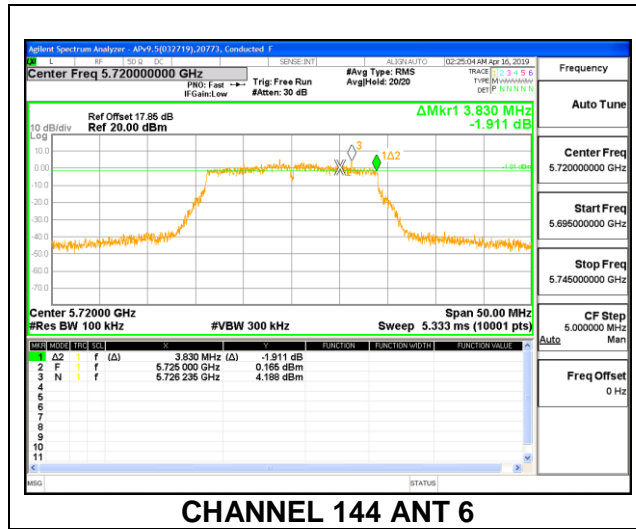 Agilent Spectrum Analyzer - APv9.5(032719),20773, Conducted F
L RF 50 Ω DC SENSE:INT ALIGNAUTO 02:25:04 AM Apr 16, 2019
Center Freq 5.720000000 GHz #Avg Type: RMS TRACE 1 2 3 4 5 6
PNO: Fast Trig: Free Run Avg|Hold: 20/20 TYPE M WWWWW
IFGain:Low #Atten: 30 dB DET P N N N N N
Frequency
Auto Tune
Center Freq
5.720000000 GHz
Start Freq
5.695000000 GHz
Stop Freq
5.745000000 GHz
CF Step
5.000000 MHz
Auto Man
Freq Offset
0 Hz
ΔMkr1 3.830 MHz
-1.911 dB
Ref Offset 17.85 dB
10 dB/div Ref 20.00 dBm
Log
10.0
0.00
-10.0
-20.0
-30.0
-40.0
-50.0
-60.0
-70.0
3
1Δ2
2
Center 5.72000 GHz Span 50.00 MHz
#Res BW 100 kHz #VBW 300 kHz Sweep 5.333 ms (10001 pts)
MKR MODE TRC SCL X Y FUNCTION FUNCTION WIDTH FUNCTION VALUE
1 Δ2 1 f (Δ) 3.830 MHz (Δ) -1.911 dB
2 F 1 f 5.725 000 GHz 0.165 dBm
3 N 1 f 5.726 235 GHz 4.188 dBm
4
5
6
7
8
9
10
11
MSG STATUS
CHANNEL 144 ANT 6